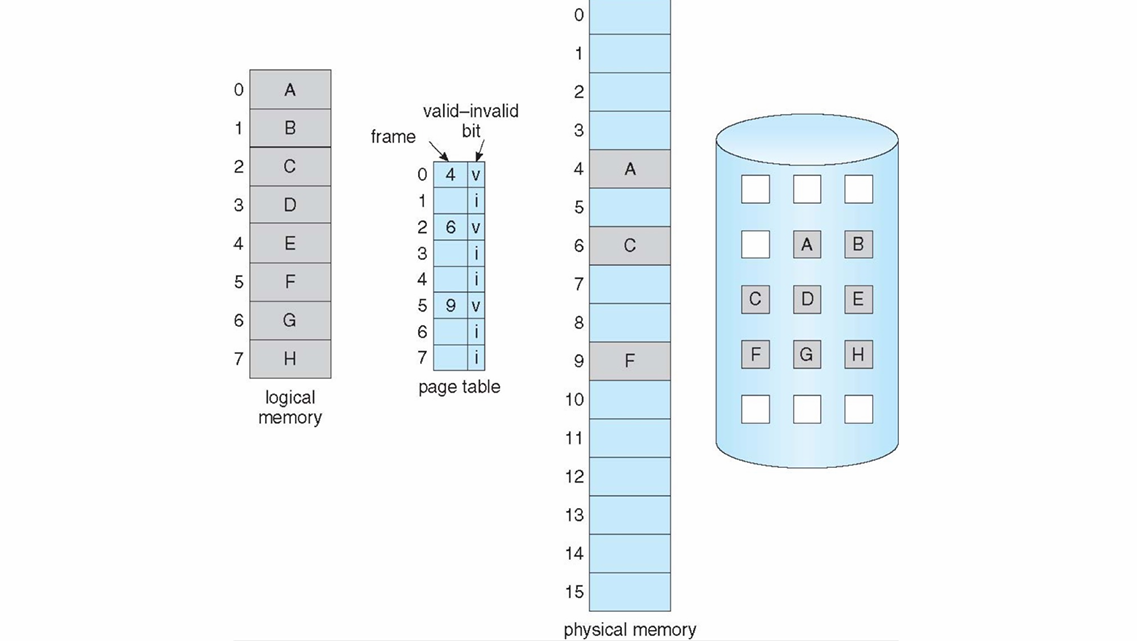 0 A
1 B
2 C
3 D
4 E
5 F
6 G
7 H
logical
memory
valid–invalid
bit
frame
0 4 v
1 i
2 6 v
3 i
4 i
5 9 v
6 i
7 i
page table
0
1
2
3
4 A
5
6 C
7
8
9 F
10
11
12
13
14
15
physical memory
A B
C D E
F G H